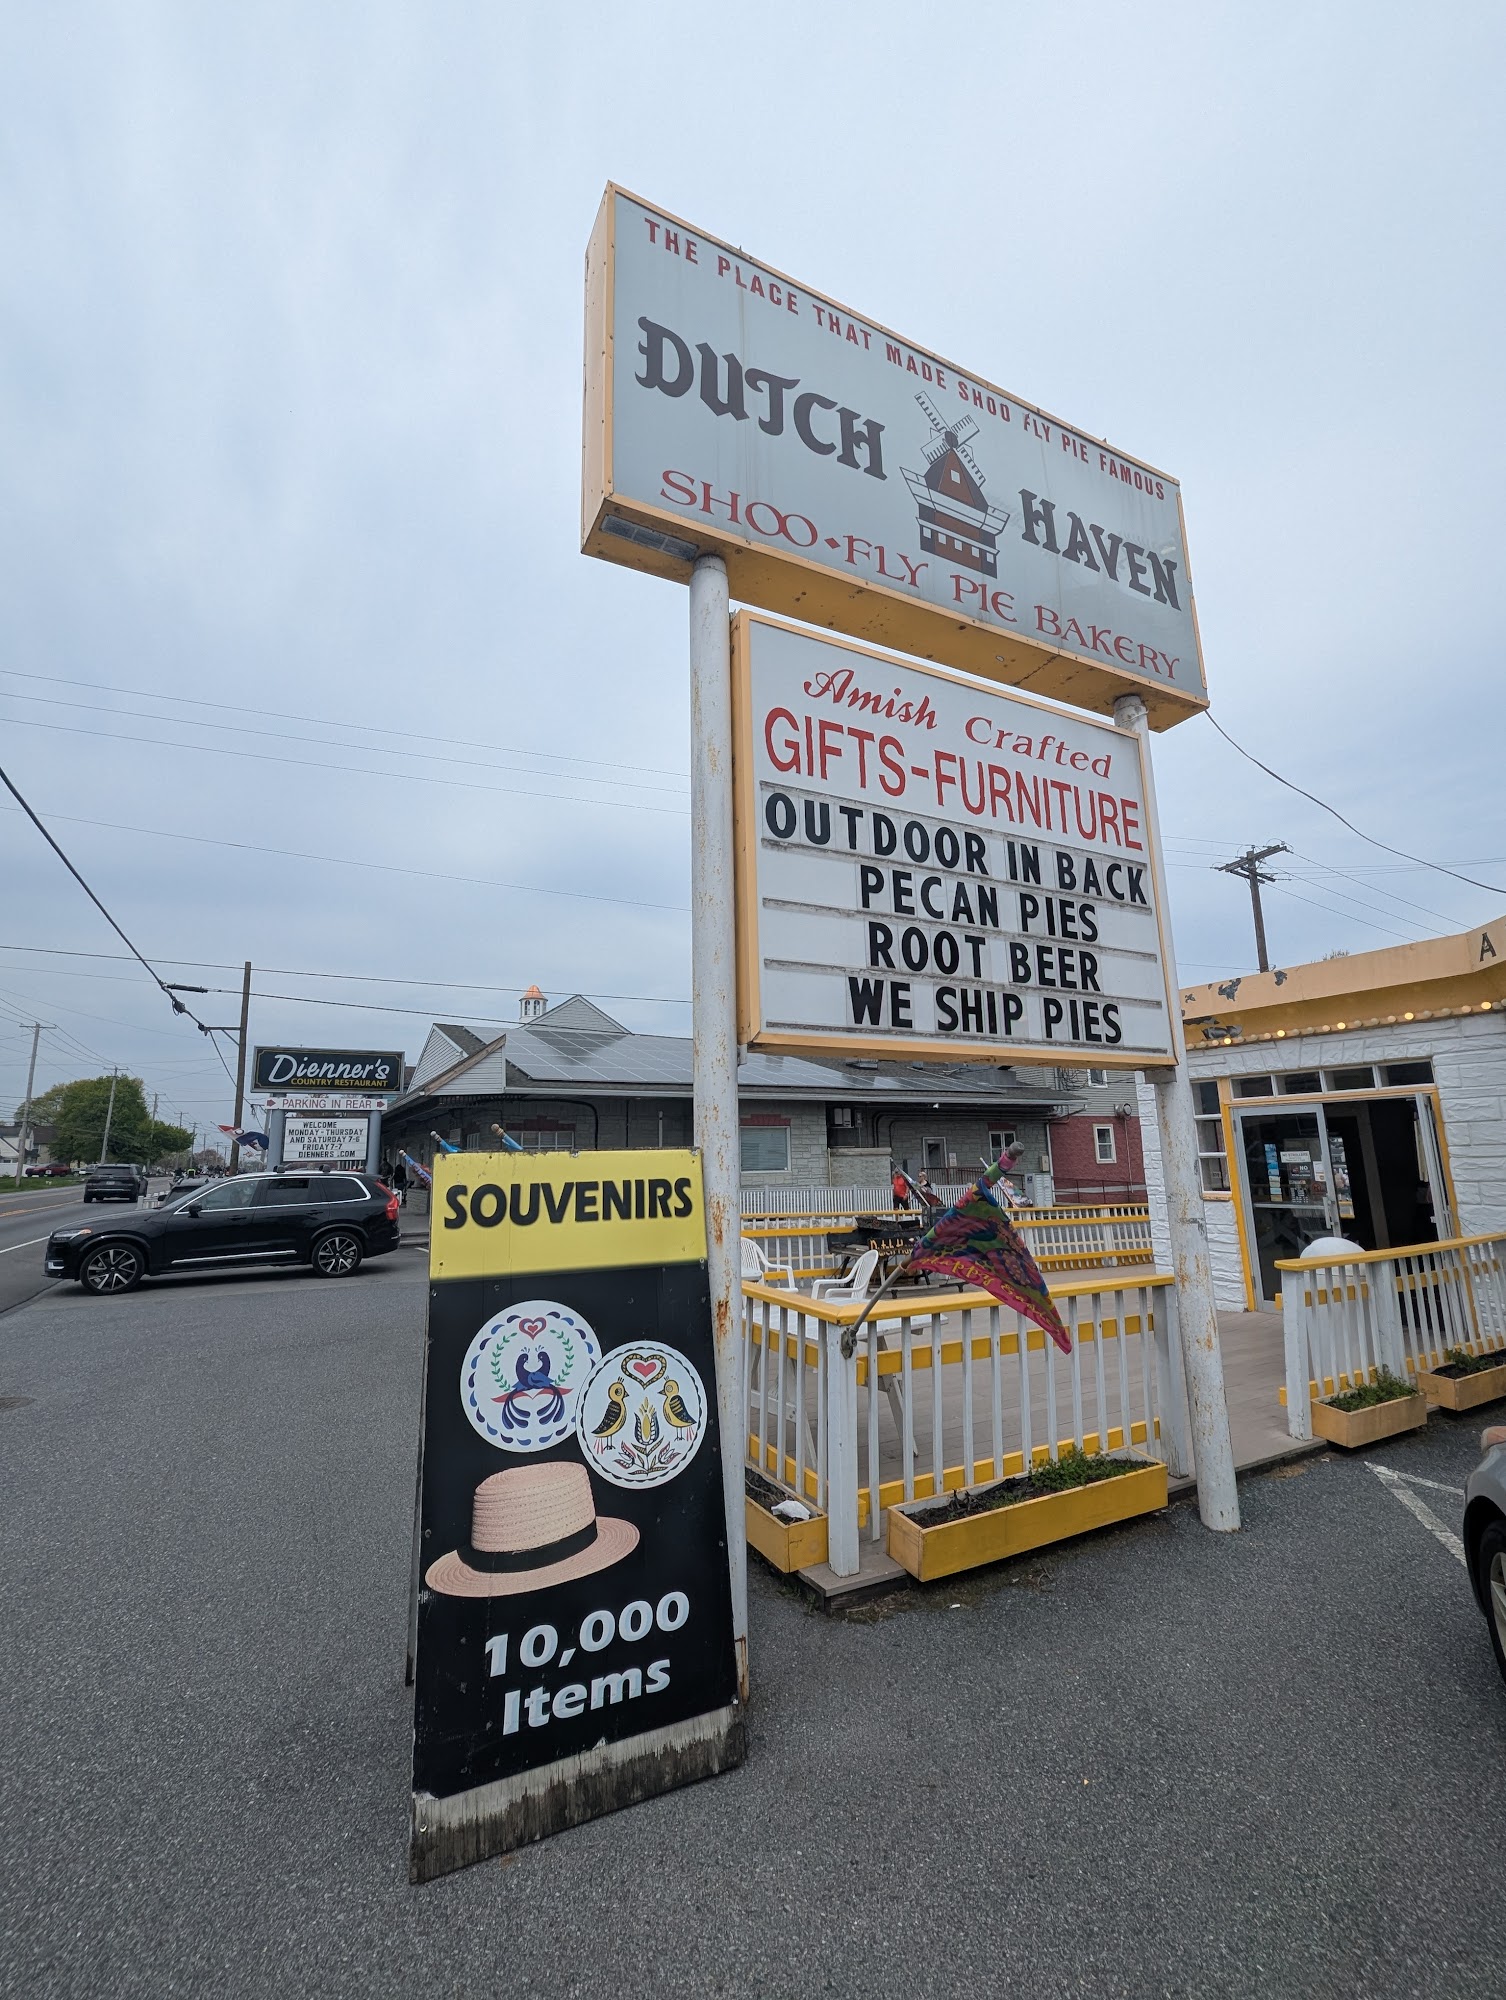 THE PLACE THAT MADE SHOO FLY PIE FAMOUS
DUTCH HAVEN
SHOO-FLY PIE BAKERY
Amish Crafted
GIFTS-FURNITURE
OUTDOOR IN BACK
PECAN PIES
ROOT BEER
WE SHIP PIES
Dienner's
COUNTRY RESTAURANT
PARKING IN REAR
WELCOME
MONDAY - THURSDAY
AND SATURDAY 7-6
FRIDAY 7-7
DIENNERS .COM
SOUVENIRS
10,000
Items
A